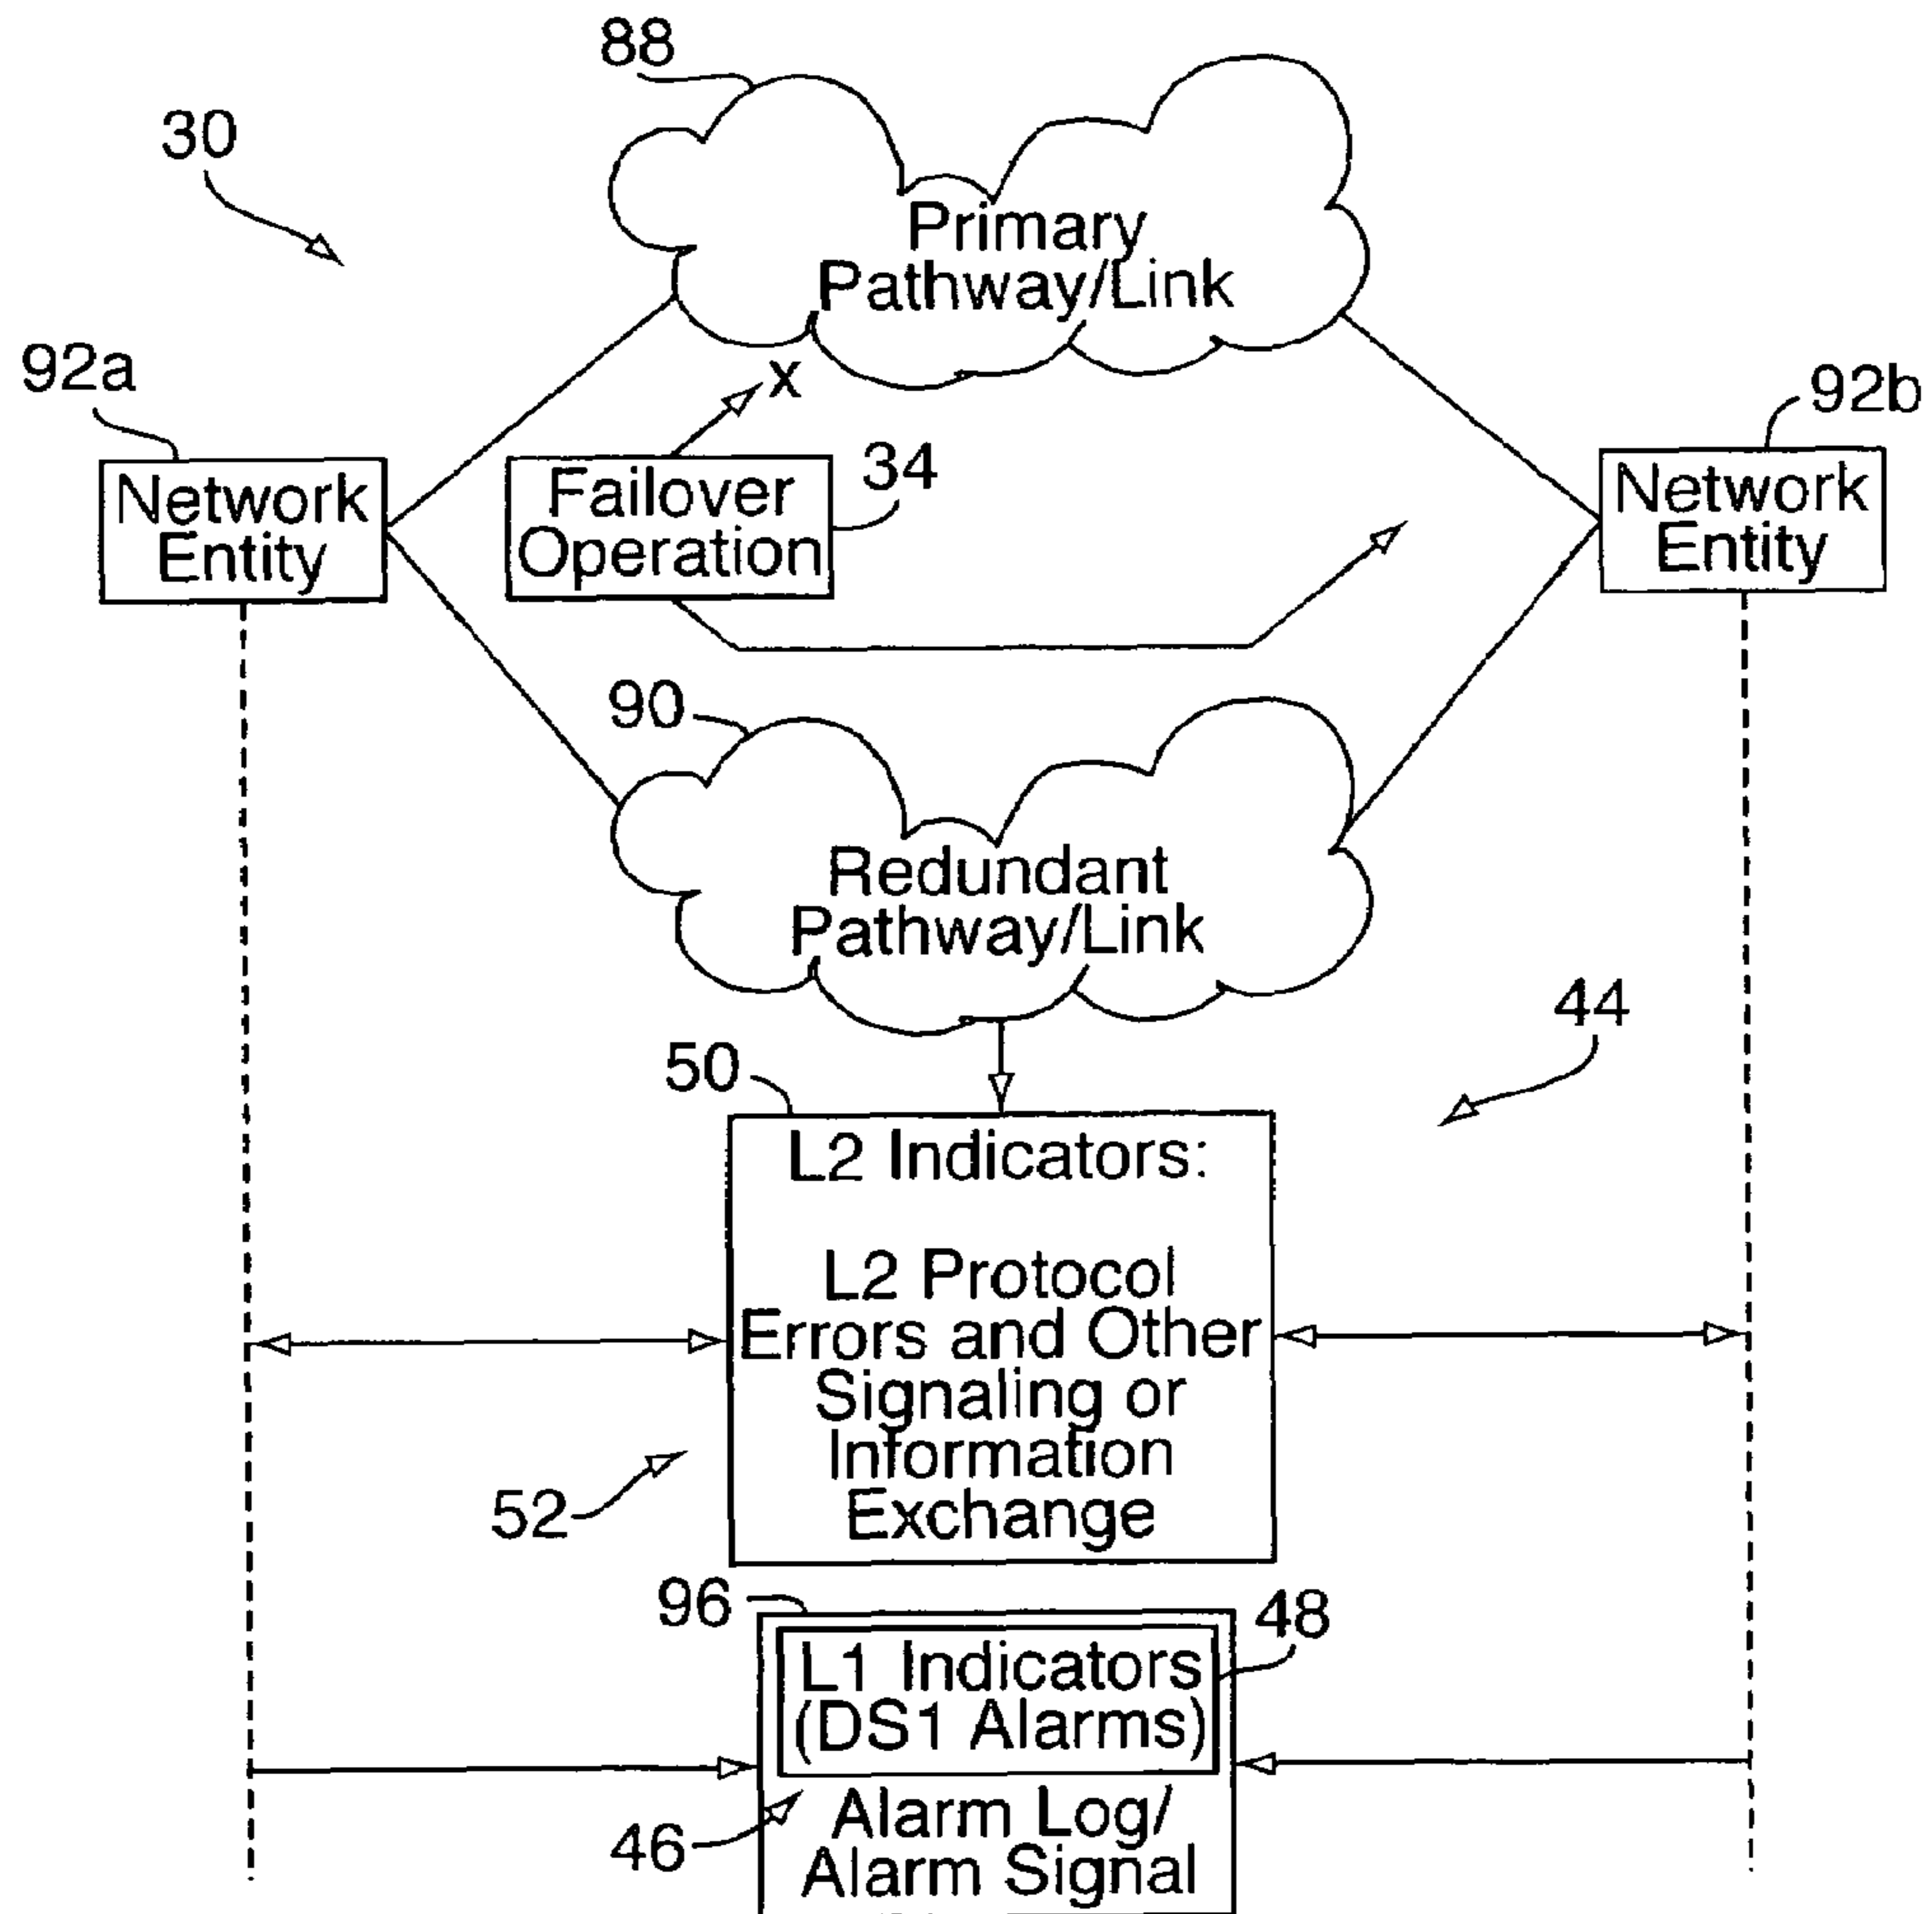 88
30
Primary
Pathway/Link
92a
x
92b
Network
Entity
Failover
Operation
34
Network
Entity
90
Redundant
Pathway/Link
44
50
L2 Indicators:
L2 Protocol
Errors and Other
Signaling or
Information
Exchange
52
96
48
L1 Indicators
(DS1 Alarms)
46
Alarm Log/
Alarm Signal